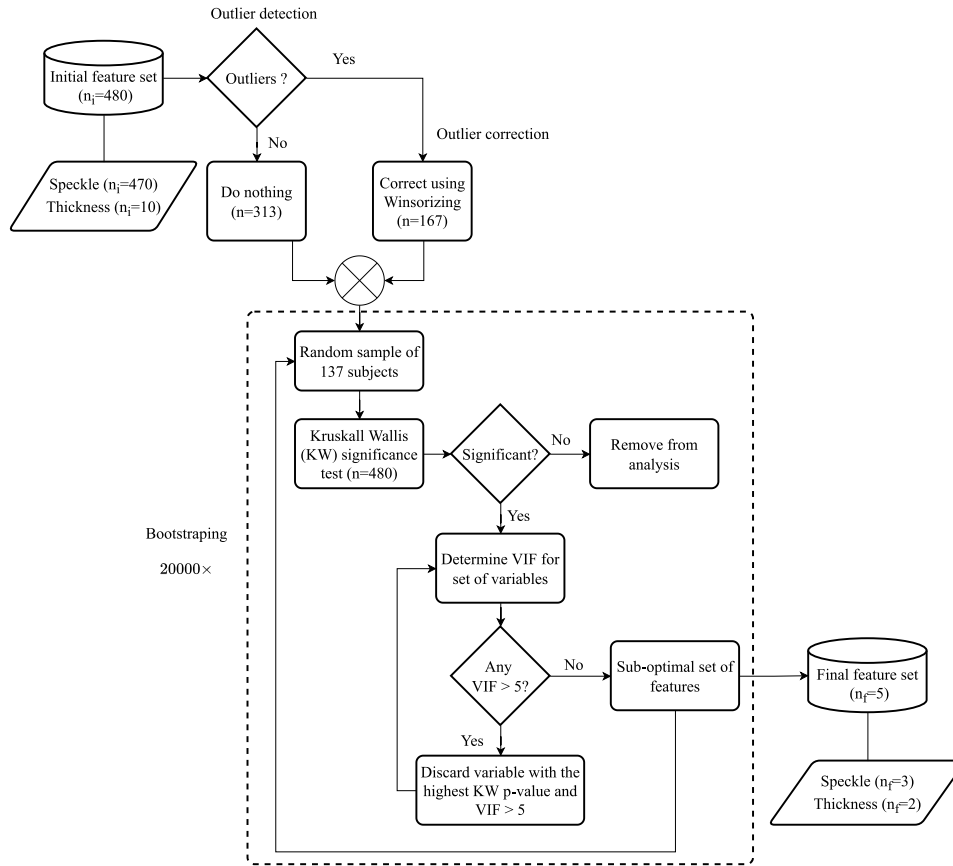 Outlier detection
Initial feature set
(nᵢ=480)
Outliers ?
Yes
No
Outlier correction
Speckle (nᵢ=470)
Thickness (nᵢ=10)
Do nothing
(n=313)
Correct using
Winsorizing
(n=167)
Random sample of
137 subjects
Kruskall Wallis
(KW) significance
test (n=480)
Significant?
No
Remove from
analysis
Yes
Bootstraping
20000×
Determine VIF for
set of variables
Any
VIF > 5?
No
Sub-optimal set of
features
Final feature set
(n_f=5)
Yes
Discard variable with the
highest KW p-value and
VIF > 5
Speckle (n_f=3)
Thickness (n_f=2)